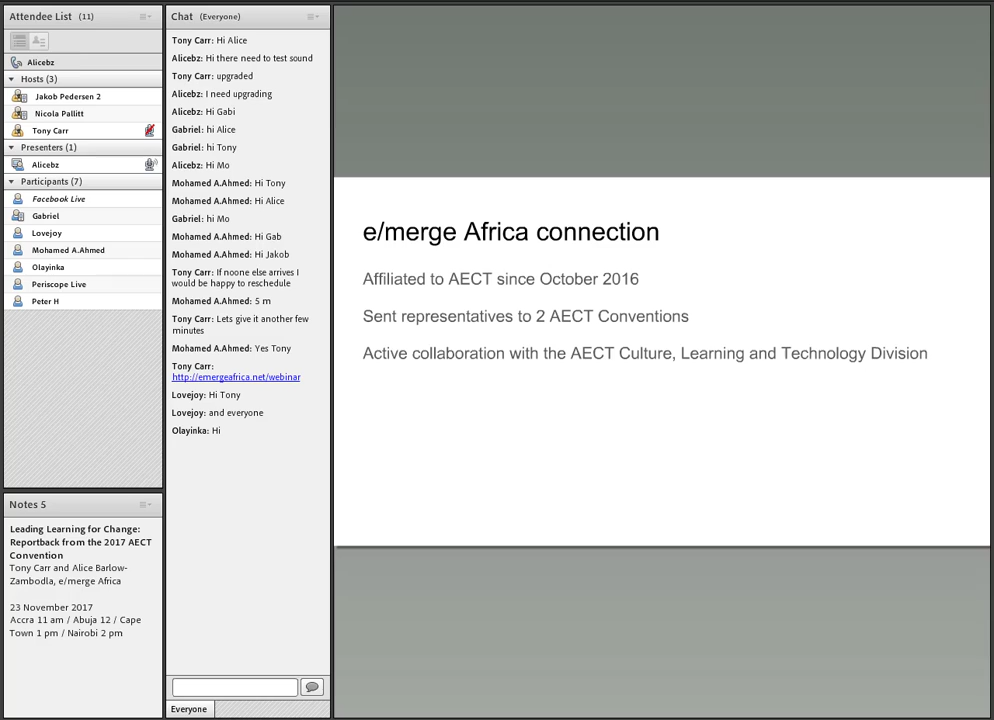 Attendee List (11)
Alicebz
Hosts (3)
Jakob Pedersen 2
Nicola Pallitt
Tony Carr
Presenters (1)
Alicebz
Participants (7)
Facebook Live
Gabriel
Lovejoy
Mohamed A.Ahmed
Olayinka
Periscope Live
Peter H
Notes 5
Leading Learning for Change:
Reportback from the 2017 AECT
Convention
Tony Carr and Alice Barlow-
Zambodla, e/merge Africa
23 November 2017
Accra 11 am / Abuja 12 / Cape
Town 1 pm / Nairobi 2 pm
Chat (Everyone)
Tony Carr: Hi Alice
Alicebz: Hi there need to test sound
Tony Carr: upgraded
Alicebz: I need upgrading
Alicebz: Hi Gabi
Gabriel: hi Alice
Gabriel: hi Tony
Alicebz: Hi Mo
Mohamed A.Ahmed: Hi Tony
Mohamed A.Ahmed: Hi Alice
Gabriel: hi Mo
Mohamed A.Ahmed: Hi Gab
Mohamed A.Ahmed: Hi Jakob
Tony Carr: If noone else arrives I
would be happy to reschedule
Mohamed A.Ahmed: 5 m
Tony Carr: Lets give it another few
minutes
Mohamed A.Ahmed: Yes Tony
Tony Carr:
http://emergeafrica.net/webinar
Lovejoy: Hi Tony
Lovejoy: and everyone
Olayinka: Hi
Everyone
e/merge Africa connection
Affiliated to AECT since October 2016
Sent representatives to 2 AECT Conventions
Active collaboration with the AECT Culture, Learning and Technology Division